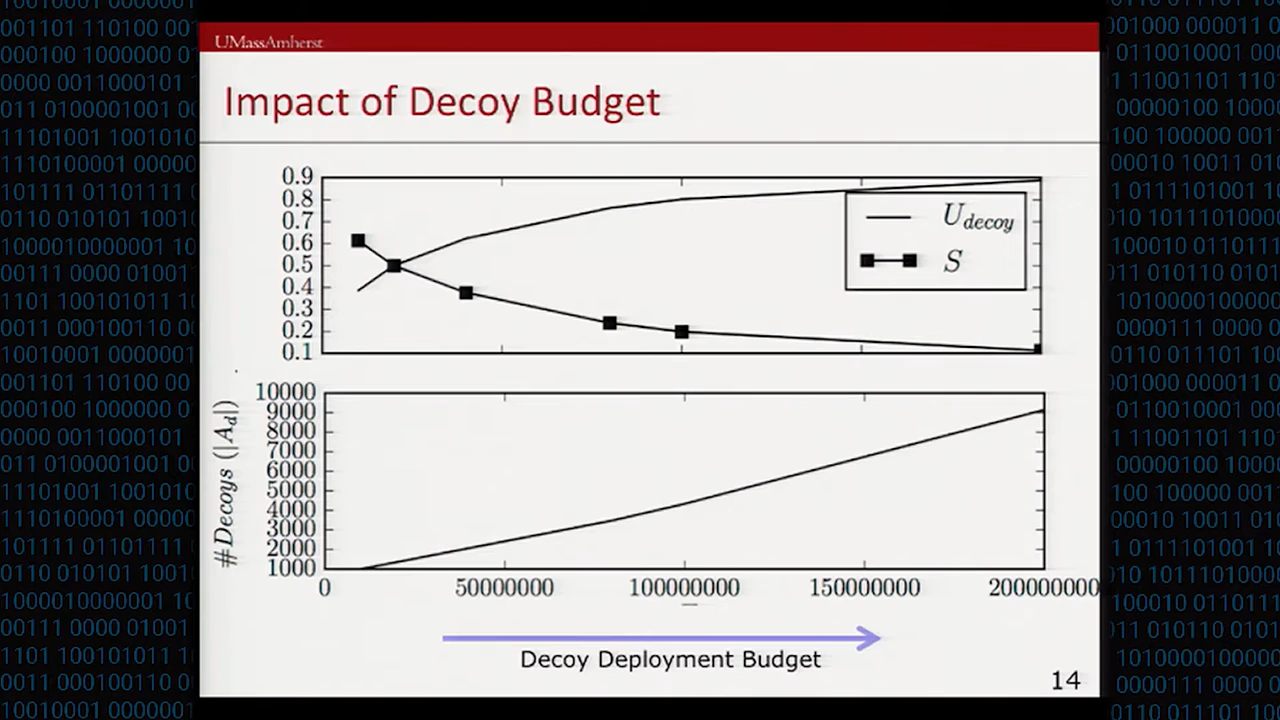 UMassAmherst
Impact of Decoy Budget
0.9
0.8
0.7
0.6
0.5
0.4
0.3
0.2
0.1
U_decoy
S
#Decoys (|A_d|)
10000
9000
8000
7000
6000
5000
4000
3000
2000
1000
0 50000000 100000000 150000000 200000000
Decoy Deployment Budget
14